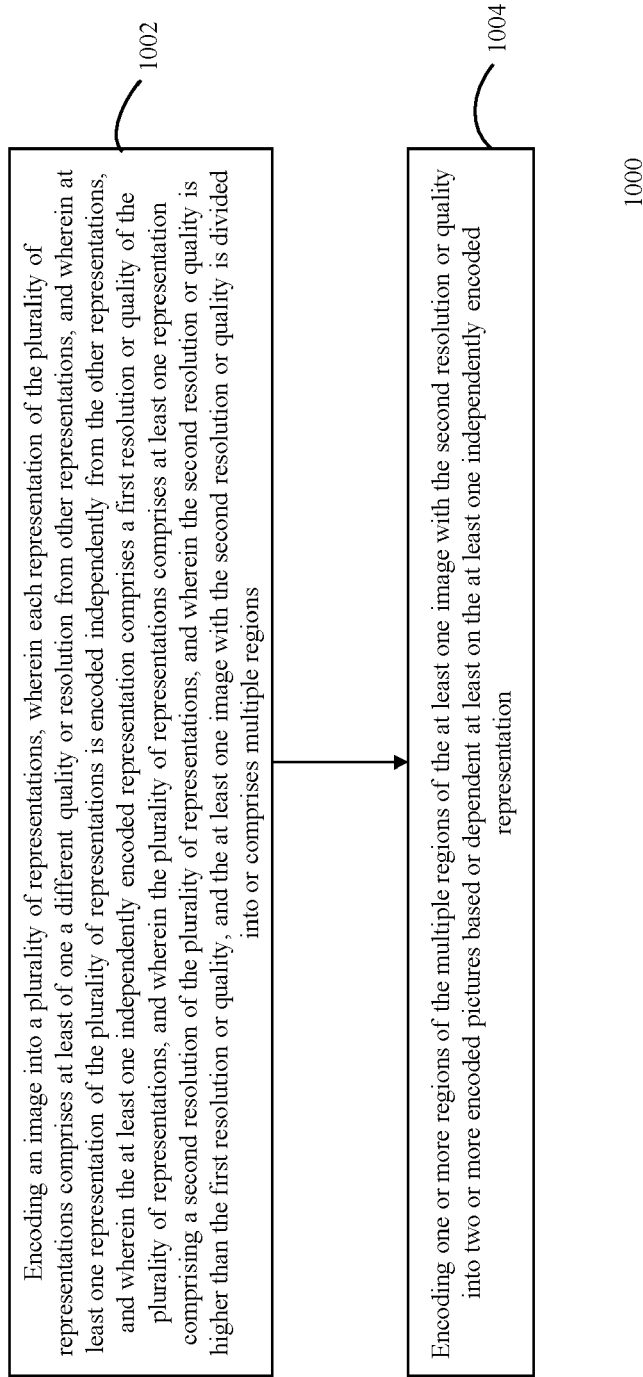 Encoding an image into a plurality of representations, wherein each representation of the plurality of
representations comprises at least of one a different quality or resolution from other representations, and wherein at
least one representation of the plurality of representations is encoded independently from the other representations,
and wherein the at least one independently encoded representation comprises a first resolution or quality of the
plurality of representations, and wherein the plurality of representations comprises at least one representation
comprising a second resolution of the plurality of representations, and wherein the second resolution or quality is
higher than the first resolution or quality, and the at least one image with the second resolution or quality is divided
into or comprises multiple regions
1002
Encoding one or more regions of the multiple regions of the at least one image with the second resolution or quality
into two or more encoded pictures based or dependent at least on the at least one independently encoded
representation
1004
1000